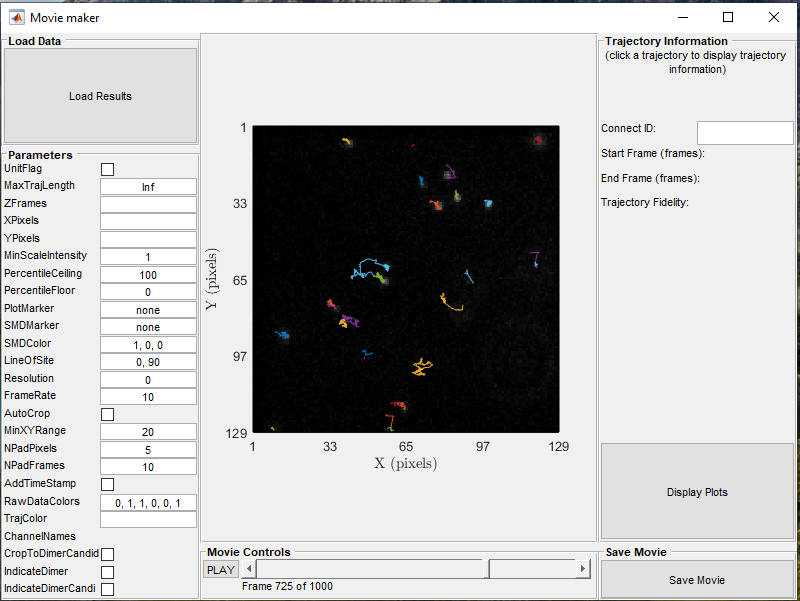 Movie maker
Load Data
Load Results
Parameters
UnitFlag
MaxTrajLength Inf
ZFrames
XPixels
YPixels
MinScaleIntensity 1
PercentileCeiling 100
PercentileFloor 0
PlotMarker none
SMDMarker none
SMDColor 1, 0, 0
LineOfSite 0, 90
Resolution 0
FrameRate 10
AutoCrop
MinXYRange 20
NPadPixels 5
NPadFrames 10
AddTimeStamp
RawDataColors 0, 1, 1, 0, 0, 1
TrajColor
ChannelNames
CropToDimerCandid
IndicateDimer
IndicateDimerCandi
1
33
65
97
129
Y (pixels)
1 33 65 97 129
X (pixels)
Movie Controls
PLAY
Frame 725 of 1000
Trajectory Information
(click a trajectory to display trajectory
information)
Connect ID:
Start Frame (frames):
End Frame (frames):
Trajectory Fidelity:
Display Plots
Save Movie
Save Movie